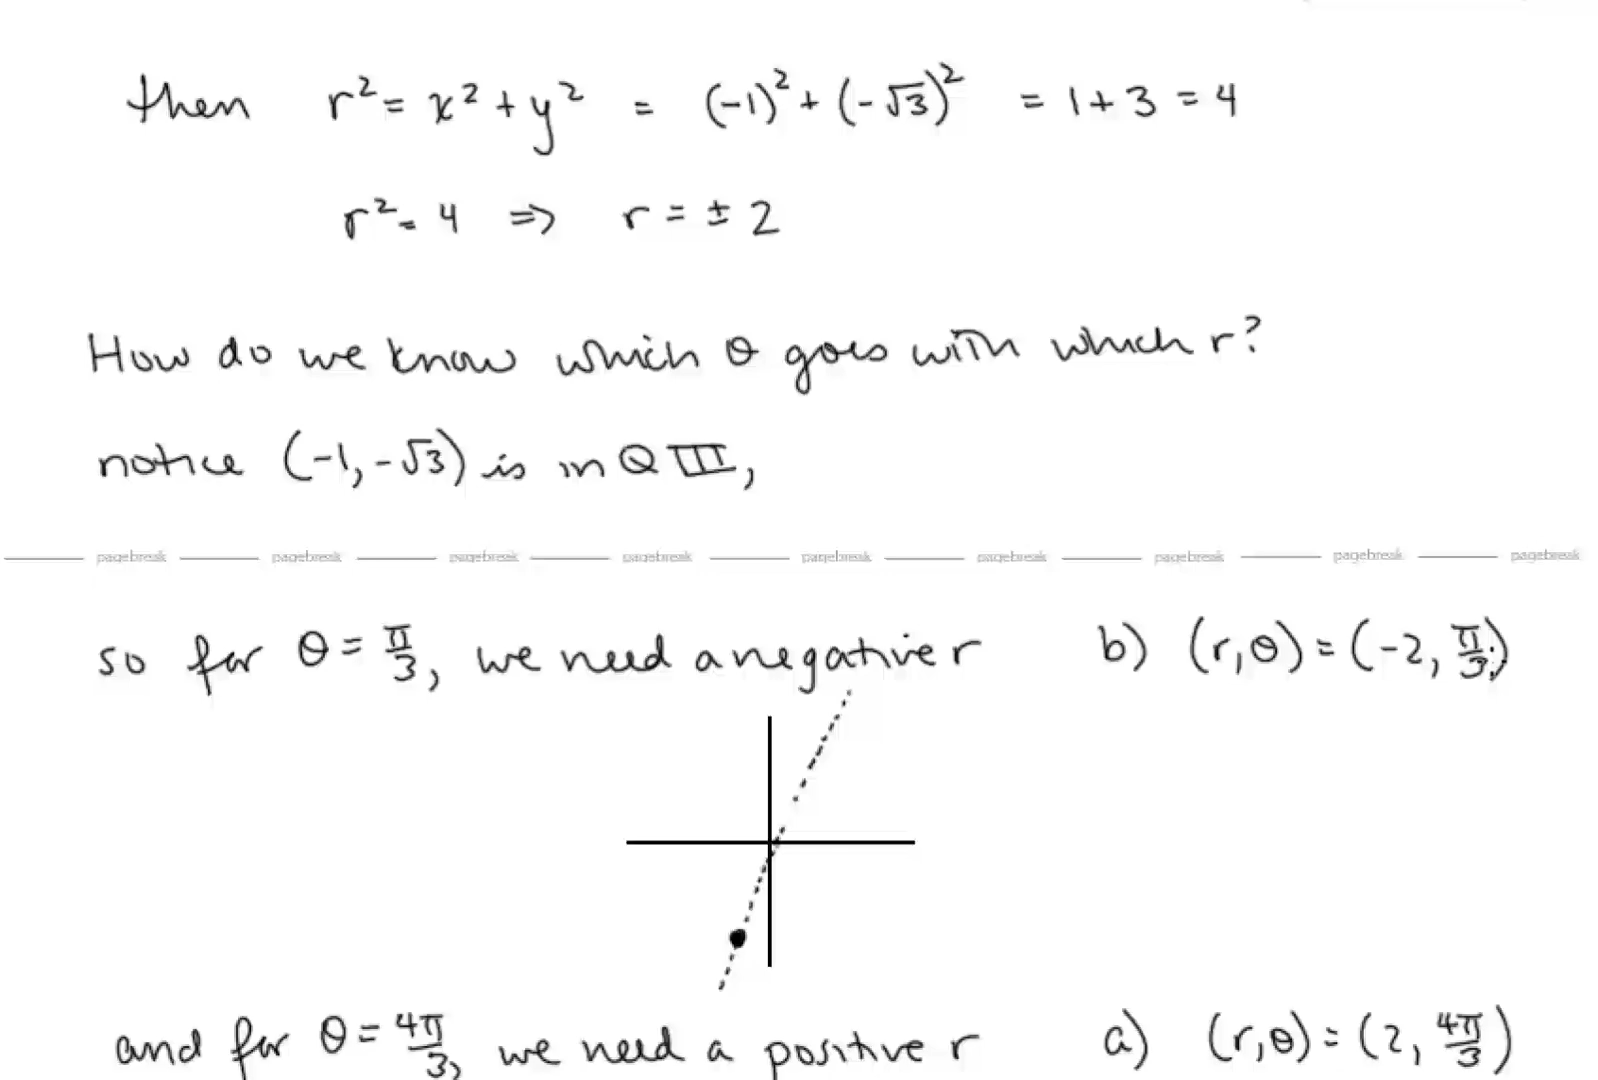 then r² = x² + y² = (-1)² + (-√3)² = 1 + 3 = 4
r² = 4 ⇒ r = ± 2
How do we know which θ goes with which r?
notice (-1, -√3) is in Q III,
pagebreak pagebreak pagebreak pagebreak pagebreak pagebreak pagebreak pagebreak pagebreak
so for θ = π/3, we need a negative r b) (r, θ) = (-2, π/3)
and for θ = 4π/3, we need a positive r a) (r, θ) = (2, 4π/3)